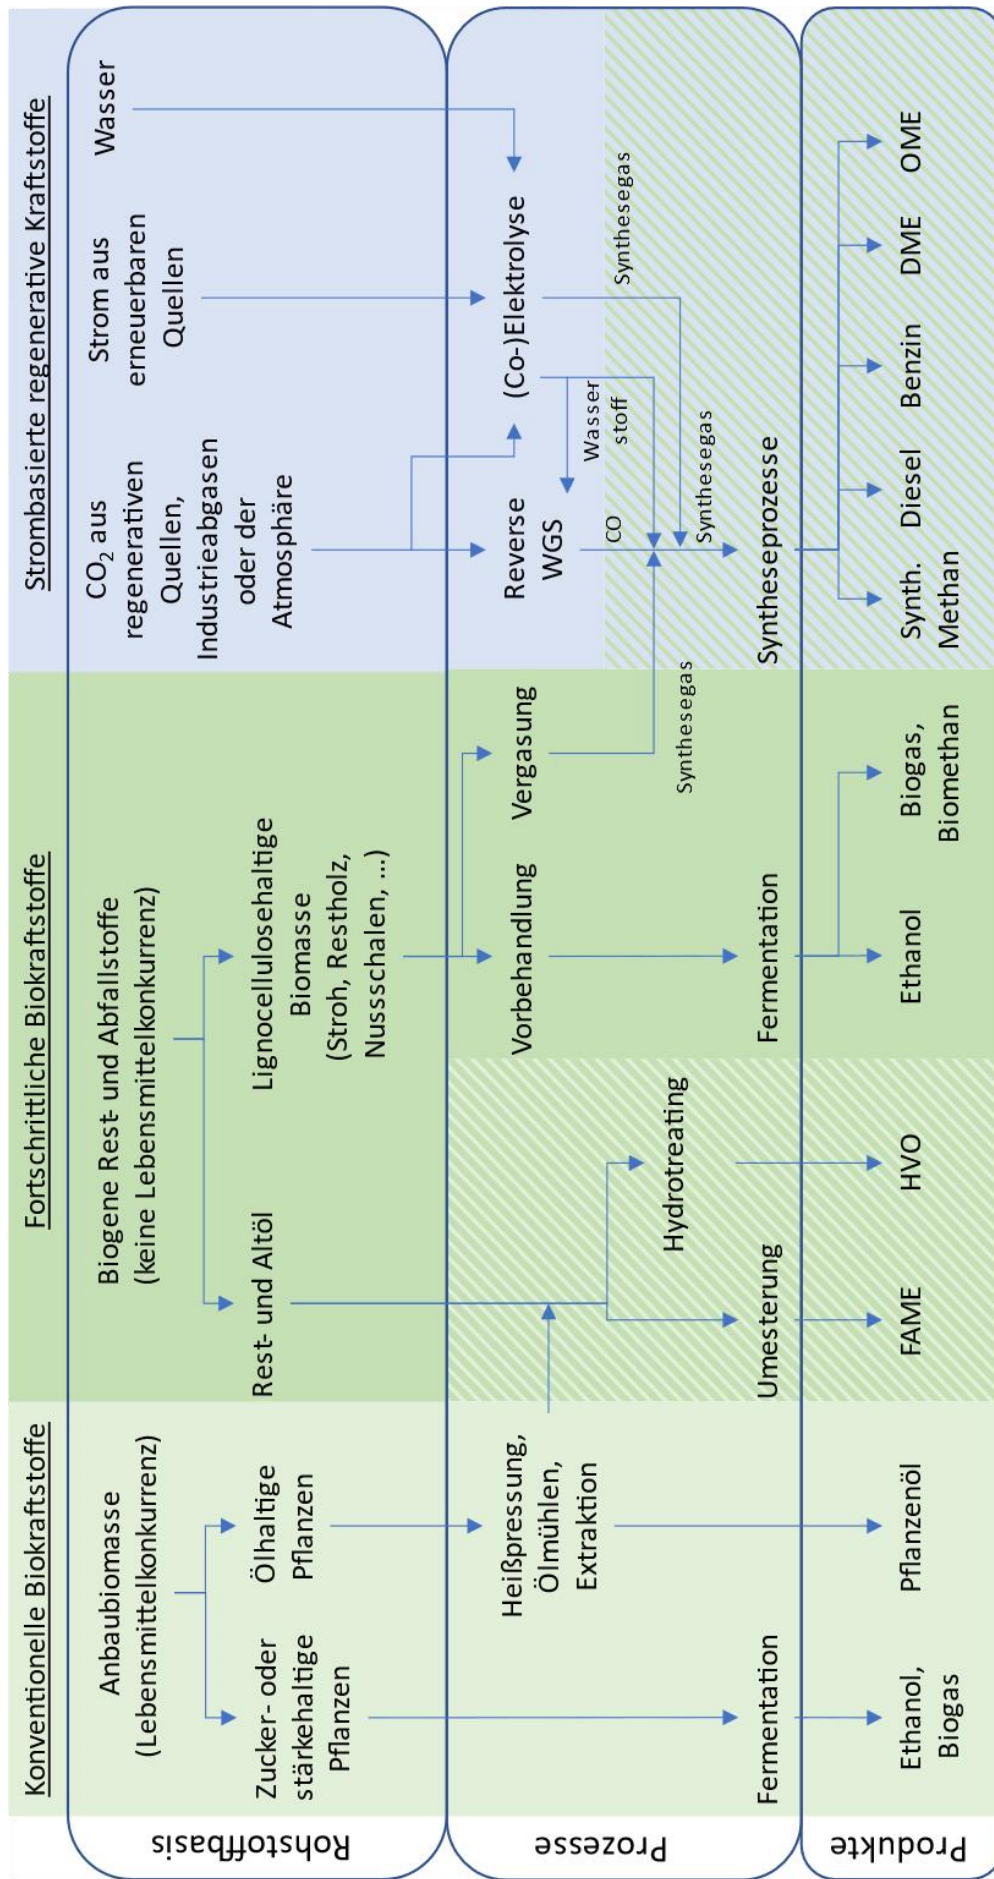 Konventionelle Biokraftstoffe
Fortschrittliche Biokraftstoffe
Strombasierte regenerative Kraftstoffe
Rohstoffbasis
Anbaubiomasse
(Lebensmittelkonkurrenz)
Zucker- oder
stärkehaltige
Pflanzen
Ölhaltige
Pflanzen
Biogene Rest- und Abfallstoffe
(keine Lebensmittelkonkurrenz)
Rest- und Altöl
Lignocellulosehaltige
Biomasse
(Stroh, Restholz,
Nussschalen, ...)
CO₂ aus
regenerativen
Quellen,
Industrieabgasen
oder der
Atmosphäre
Strom aus
erneuerbaren
Quellen
Wasser
Prozesse
Heißpressung,
Ölmühlen,
Extraktion
Fermentation
Hydrotreating
Umesterung
Vorbehandlung
Vergasung
Fermentation
Reverse
WGS
(Co-)Elektrolyse
Wasser
stoff
CO
Synthesegas
Synthesegas
Synthesegas
Syntheseprozesse
Produkte
Ethanol,
Biogas
Pflanzenöl
FAME
HVO
Ethanol
Biogas,
Biomethan
Synth.
Methan
Diesel
Benzin
DME
OME